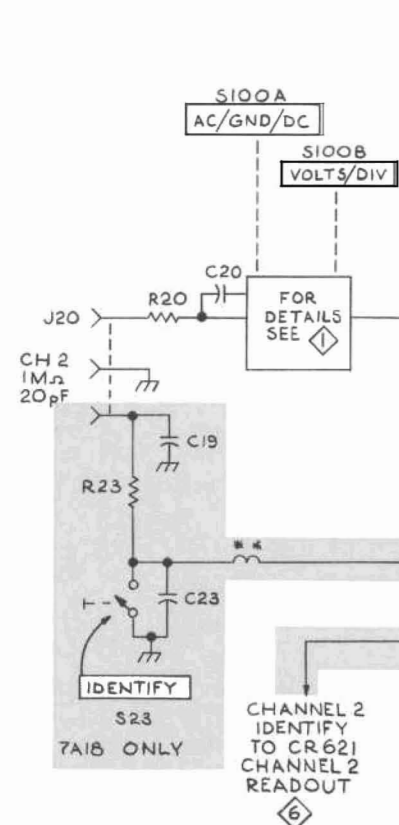 S100A
AC/GND/DC
S100B
VOLTS/DIV
C20
R20
J20
FOR
DETAILS
SEE 1
CH 2
1MΩ
20pF
C19
R23
* *
C23
IDENTIFY
S23
7A18 ONLY
CHANNEL 2
IDENTIFY
TO CR621
CHANNEL 2
READOUT
6